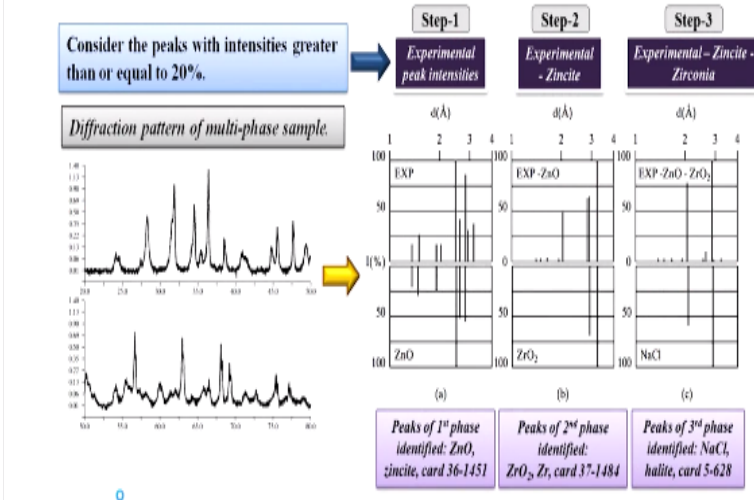 Consider the peaks with intensities greater
than or equal to 20%.
Diffraction pattern of multi-phase sample.
Step-1
Experimental
peak intensities
Step-2
Experimental
- Zincite
Step-3
Experimental – Zincite -
Zirconia
d(Å)
1 2 3 4
100
EXP
50
I(%)
0
50
ZnO
100
(a)
d(Å)
1 2 3 4
100
EXP -ZnO
50
0
50
ZrO₂
100
(b)
d(Å)
1 2 3 4
100
EXP -ZnO - ZrO₂
50
0
50
NaCl
100
(c)
Peaks of 1ˢᵗ phase
identified: ZnO,
zincite, card 36-1451
Peaks of 2ⁿᵈ phase
identified:
ZrO₂, Zr, card 37-1484
Peaks of 3ʳᵈ phase
identified: NaCl,
halite, card 5-628